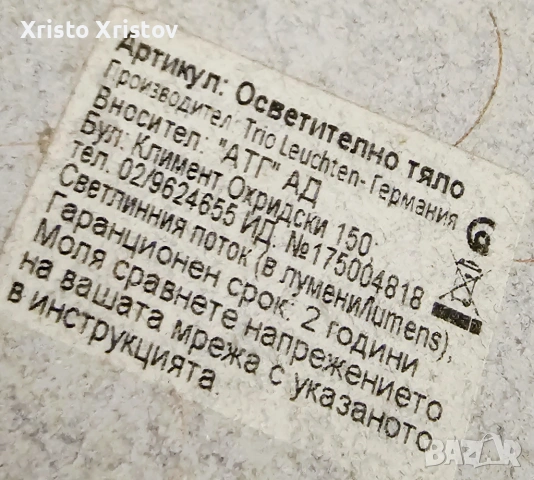 Xristo Xristov
Артикул: Осветително тяло
Производител: Trio Leuchten- Германия
Вносител: "АТГ" АД
Бул: Климент Охридски 150;
тел. 02/9624655 ИД. №175004818
Светлинния поток (в лумени/lumens),
Гаранционен срок: 2 години
Моля сравнете напрежението
на вашата мрежа с указаното
в инструкцията
BAZAR